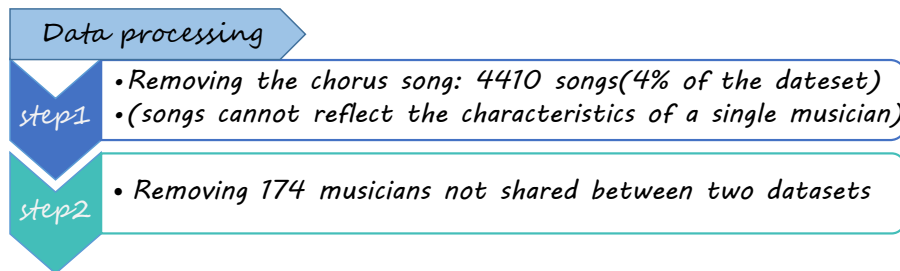 Data processing
step1
• Removing the chorus song: 4410 songs(4% of the dateset)
• (songs cannot reflect the characteristics of a single musician)
step2
• Removing 174 musicians not shared between two datasets